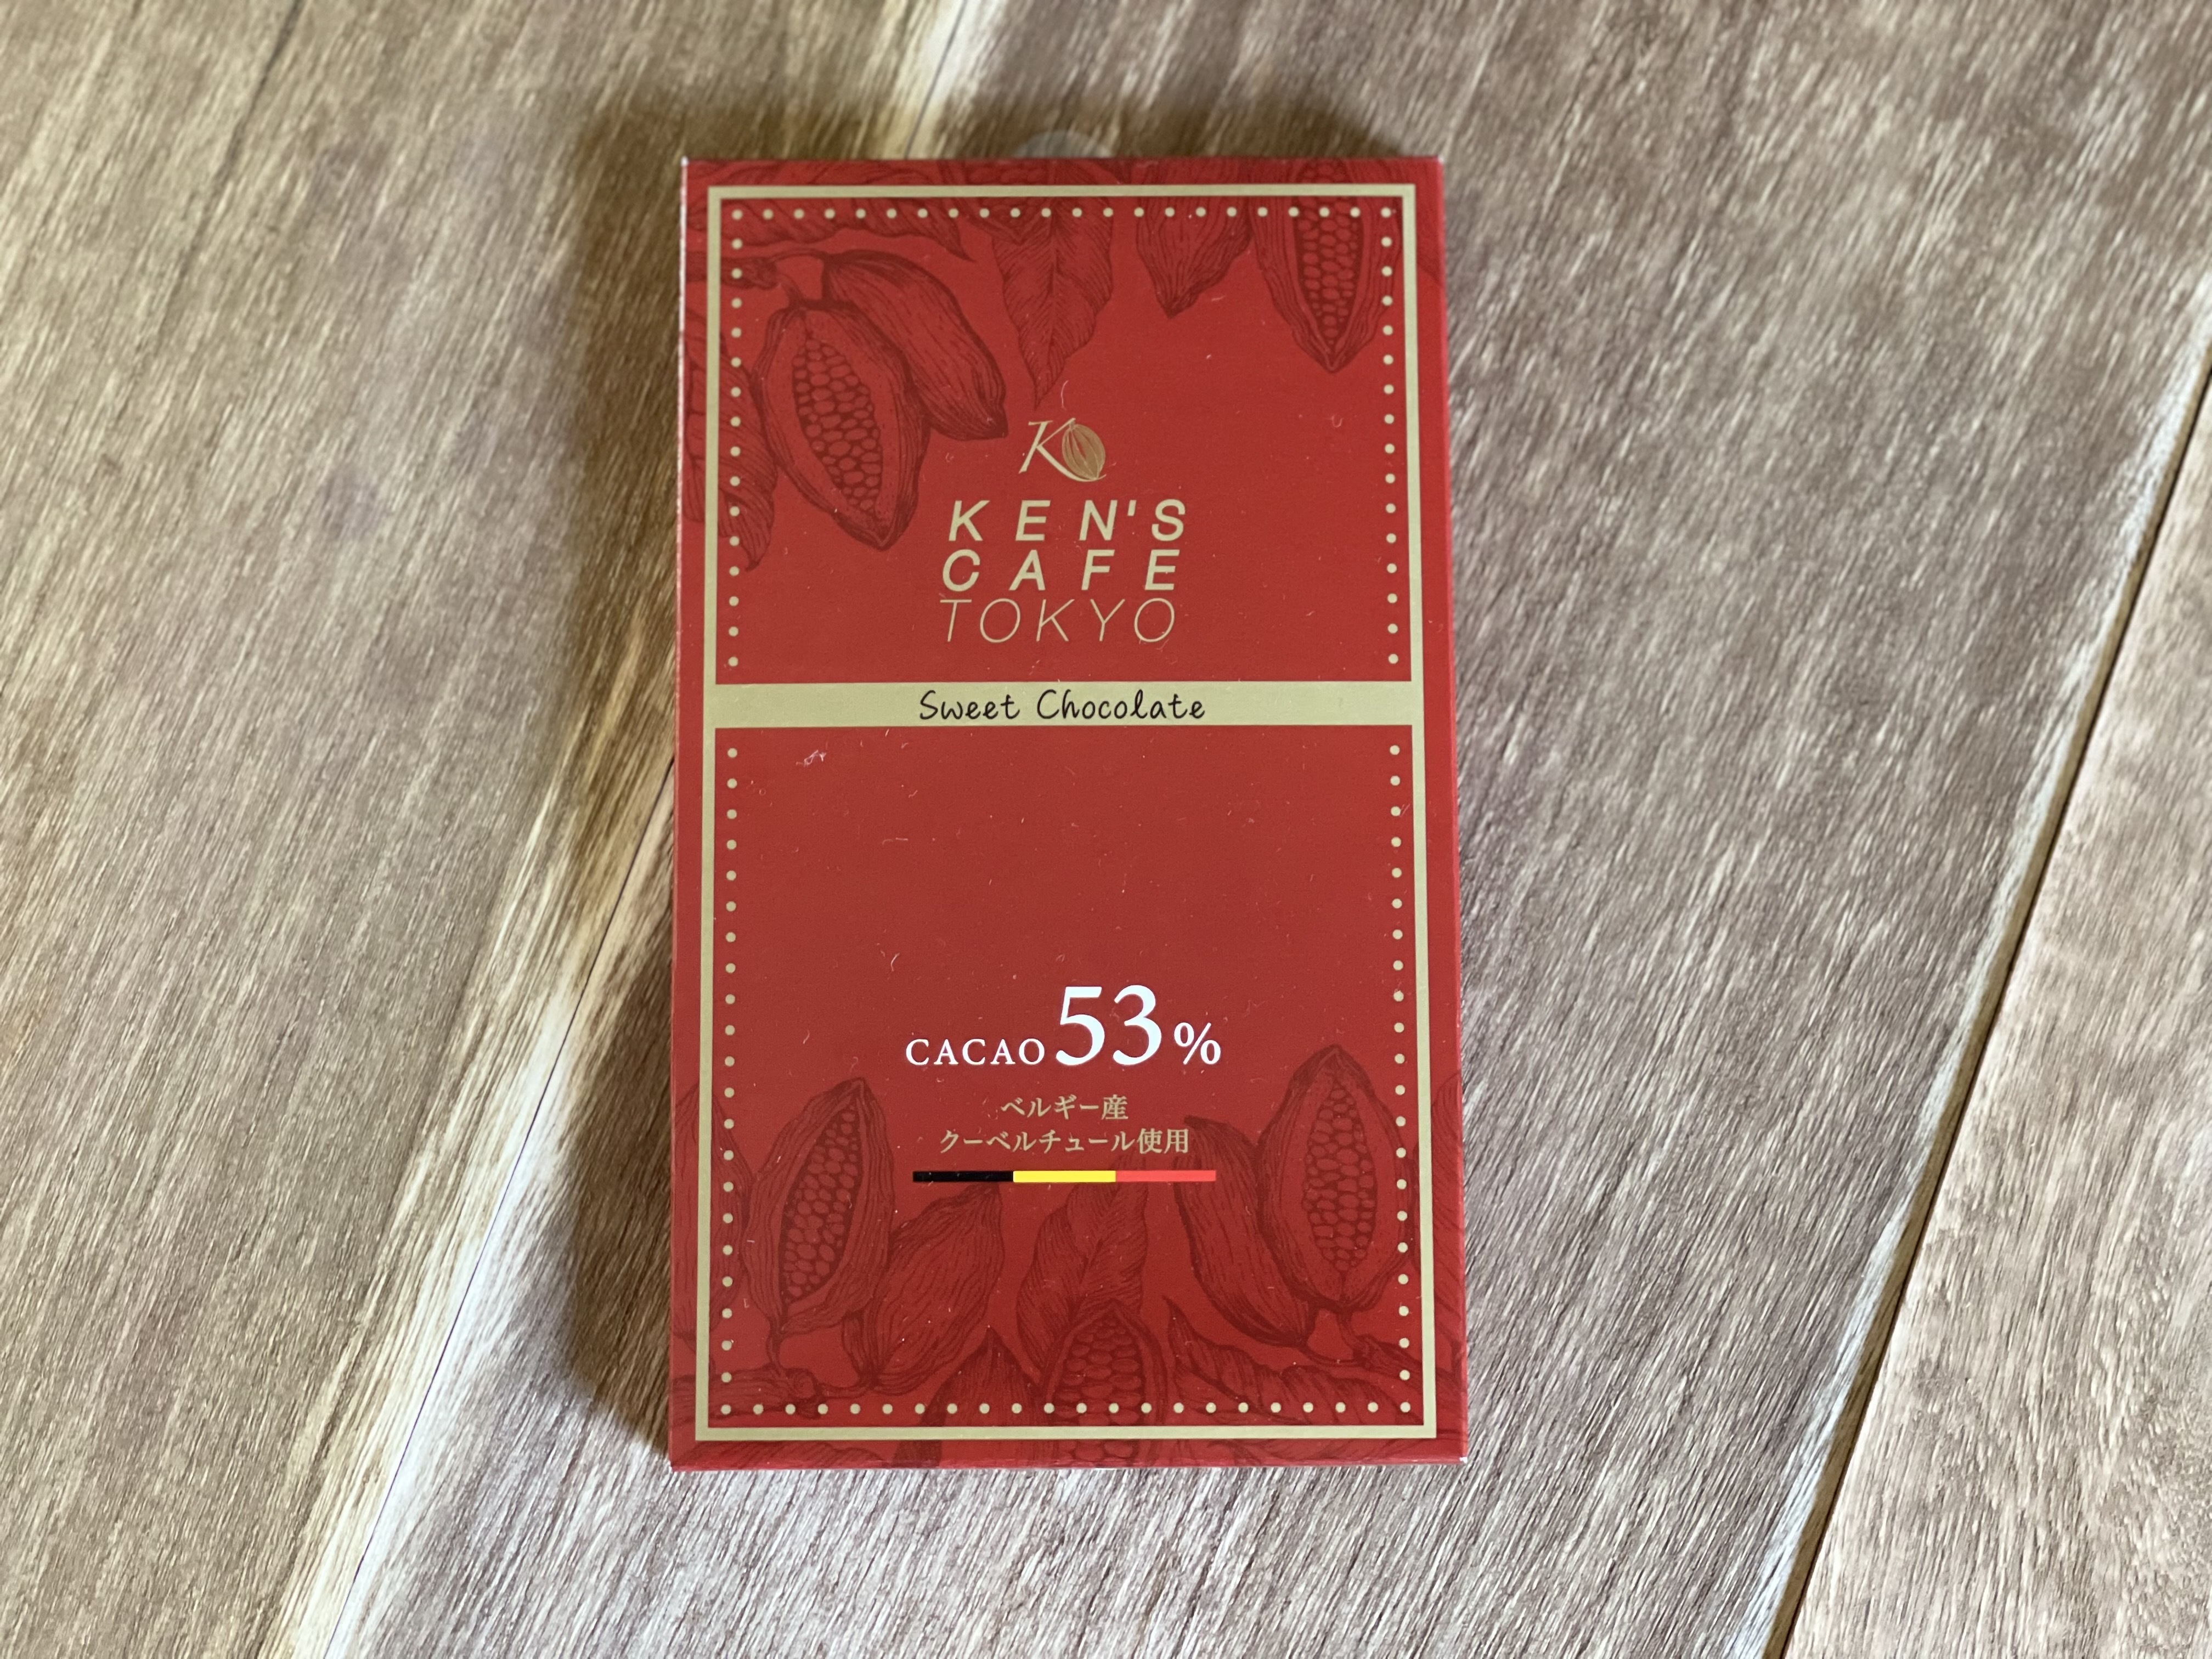 K
KEN'S
CAFE
TOKYO
Sweet Chocolate
CACAO 53%
ベルギー産
クーベルチュール使用